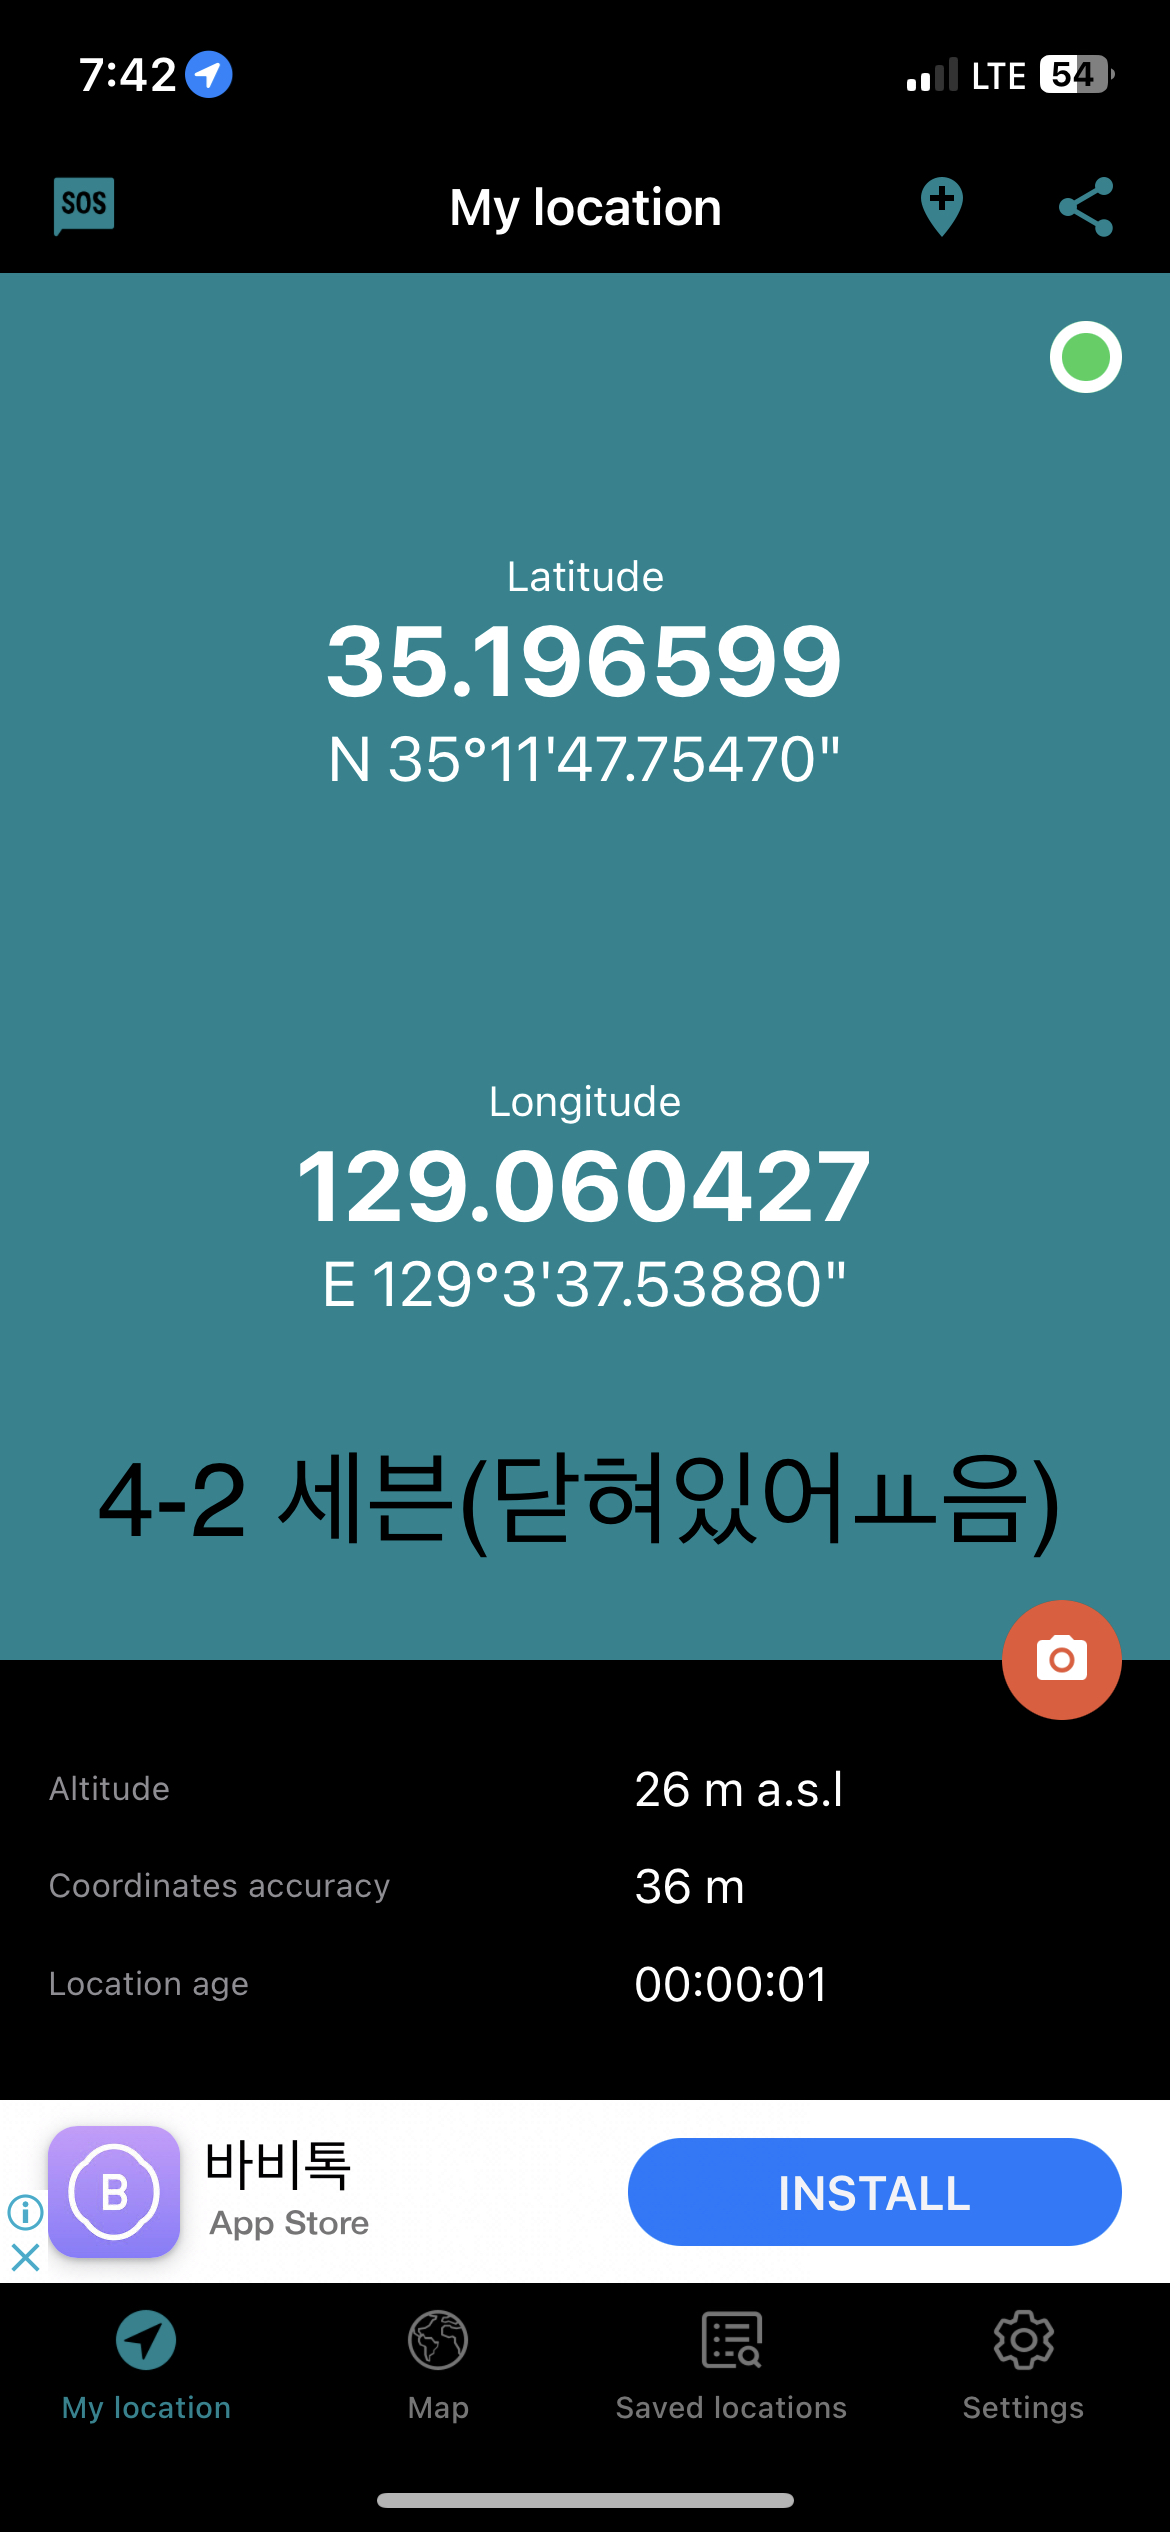 7:42 LTE 54
SOS My location
Latitude
35.196599
N 35°11'47.75470"
Longitude
129.060427
E 129°3'37.53880"
4-2 세븐(닫혀있어ㅛ음)
Altitude 26 m a.s.l
Coordinates accuracy 36 m
Location age 00:00:01
B 바비톡
App Store
INSTALL
My location Map Saved locations Settings